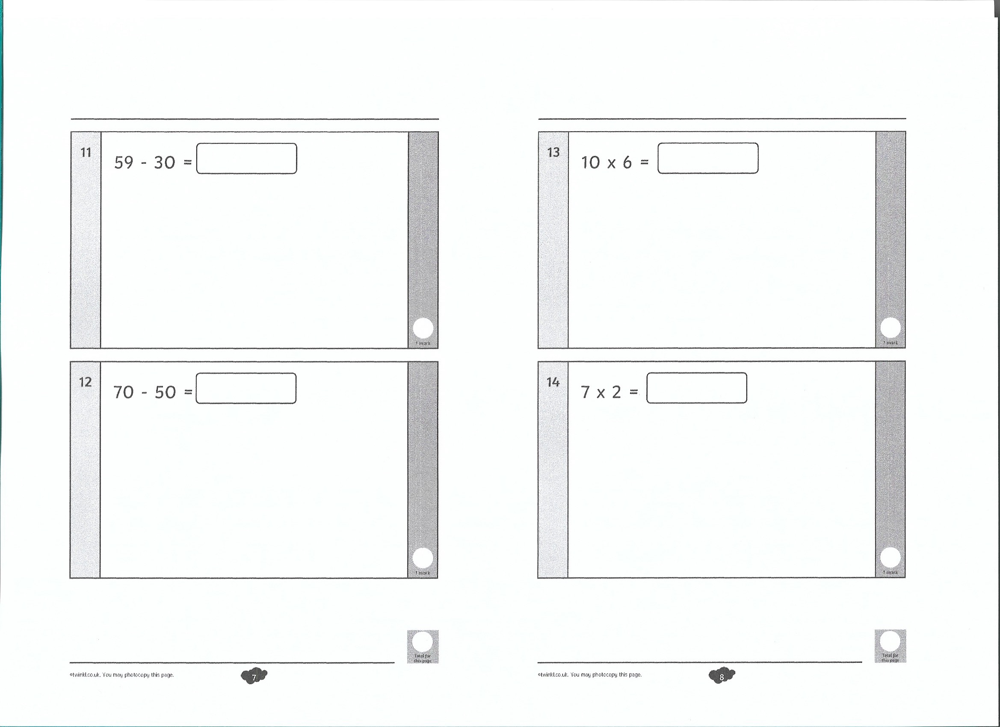 11
59 - 30 =
1 mark
12
70 - 50 =
1 mark
Total for
this page
©twinkl.co.uk. You may photocopy this page.
7
13
10 x 6 =
1 mark
14
7 x 2 =
1 mark
Total for
this page
©twinkl.co.uk. You may photocopy this page.
8